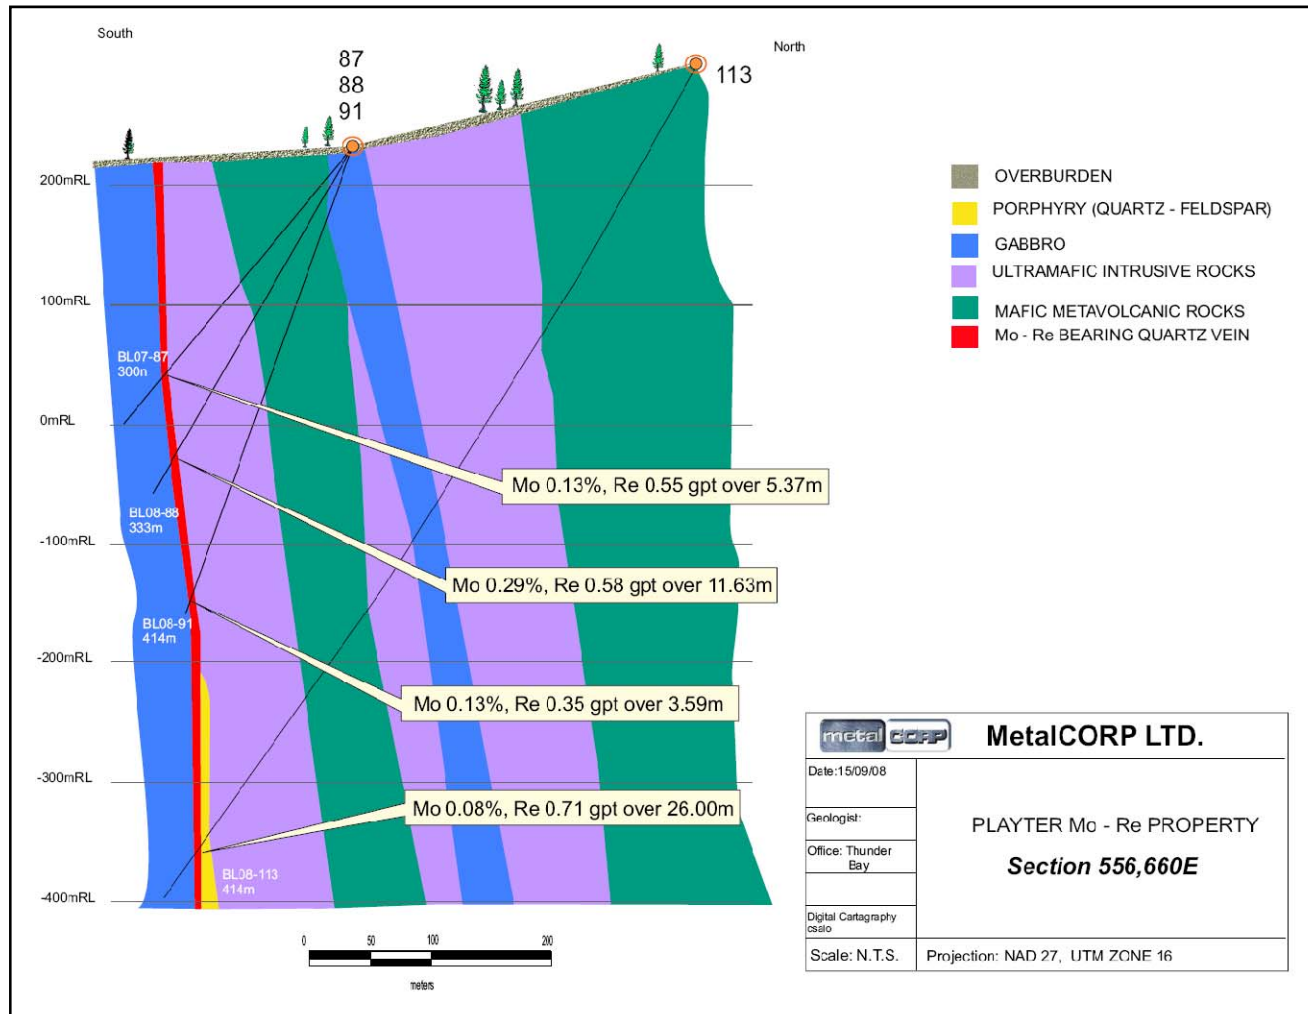 South
North
87
88
91
113
200mRL
100mRL
0mRL
-100mRL
-200mRL
-300mRL
-400mRL
BL07-87
300n
BL08-88
333m
BL08-91
414m
BL08-113
414m
Mo 0.13%, Re 0.55 gpt over 5.37m
Mo 0.29%, Re 0.58 gpt over 11.63m
Mo 0.13%, Re 0.35 gpt over 3.59m
Mo 0.08%, Re 0.71 gpt over 26.00m
OVERBURDEN
PORPHYRY (QUARTZ - FELDSPAR)
GABBRO
ULTRAMAFIC INTRUSIVE ROCKS
MAFIC METAVOLCANIC ROCKS
Mo - Re BEARING QUARTZ VEIN
0 50 100 200
meters
metal CORP
MetalCORP LTD.
Date:15/09/08
Geologist:
Office: Thunder
Bay
Digital Cartagraphy
csalo
Scale: N.T.S.
PLAYTER Mo - Re PROPERTY
Section 556,660E
Projection: NAD 27, UTM ZONE 16